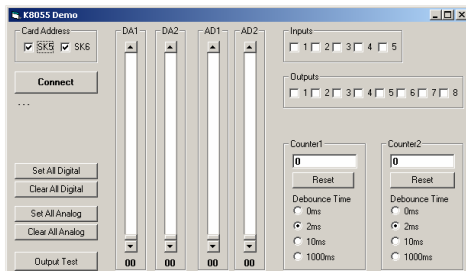 K8055 Demo
Card Address
SK5 SK6
Connect
...
Set All Digital
Clear All Digital
Set All Analog
Clear All Analog
Output Test
DA1 DA2 AD1 AD2
00 00 00 00
Inputs
1 2 3 4 5
Outputs
1 2 3 4 5 6 7 8
Counter1
0
Reset
Debounce Time
0ms
2ms
10ms
1000ms
Counter2
0
Reset
Debounce Time
0ms
2ms
10ms
1000ms